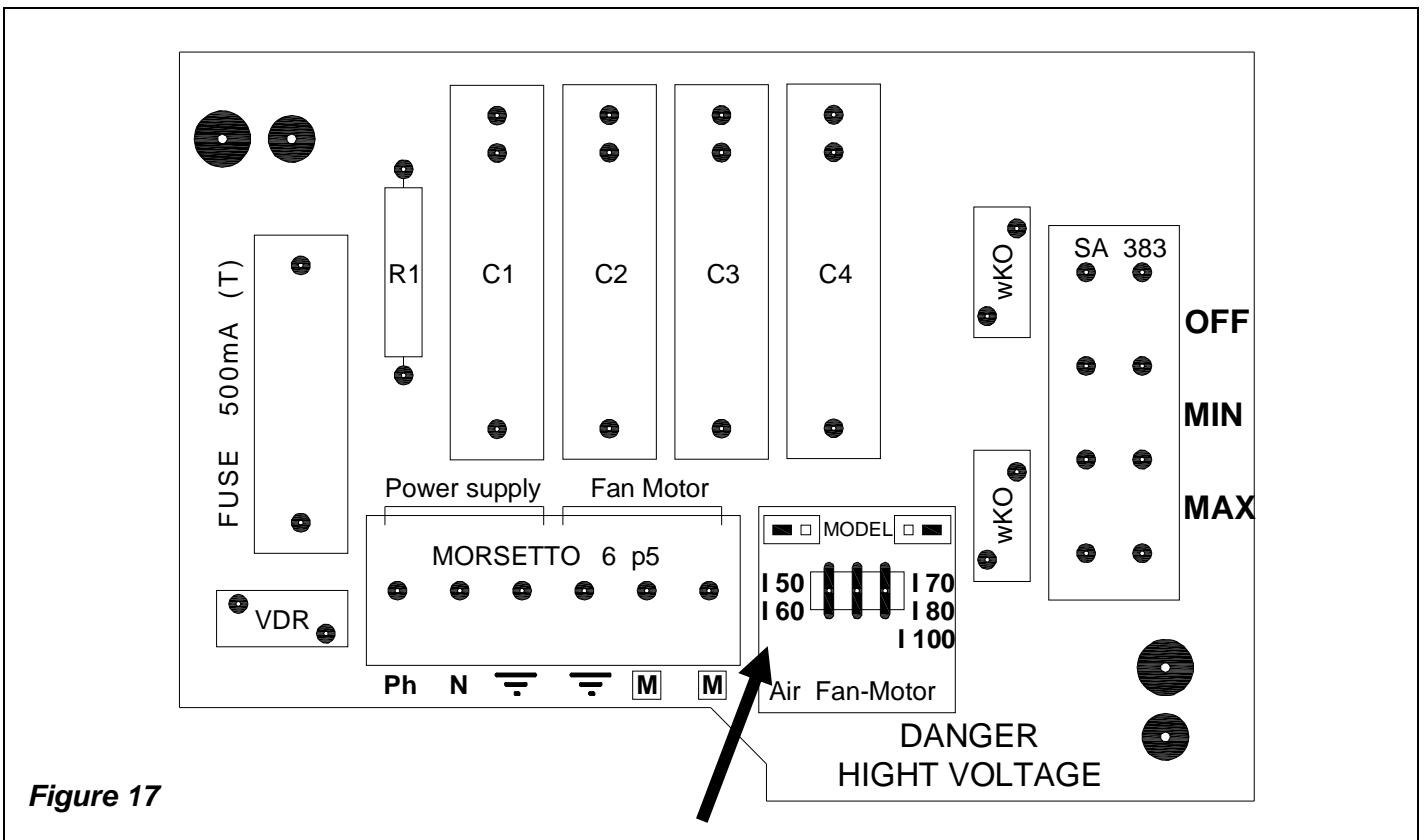 FUSE 500mA (T)
R1
C1
C2
C3
C4
wKO
SA 383
OFF
MIN
MAX
wKO
Power supply
Fan Motor
MORSETTO 6 p5
VDR
Ph N M M
MODEL
I 50
I 60
I 70
I 80
I 100
Air Fan-Motor
DANGER
HIGHT VOLTAGE
Figure 17